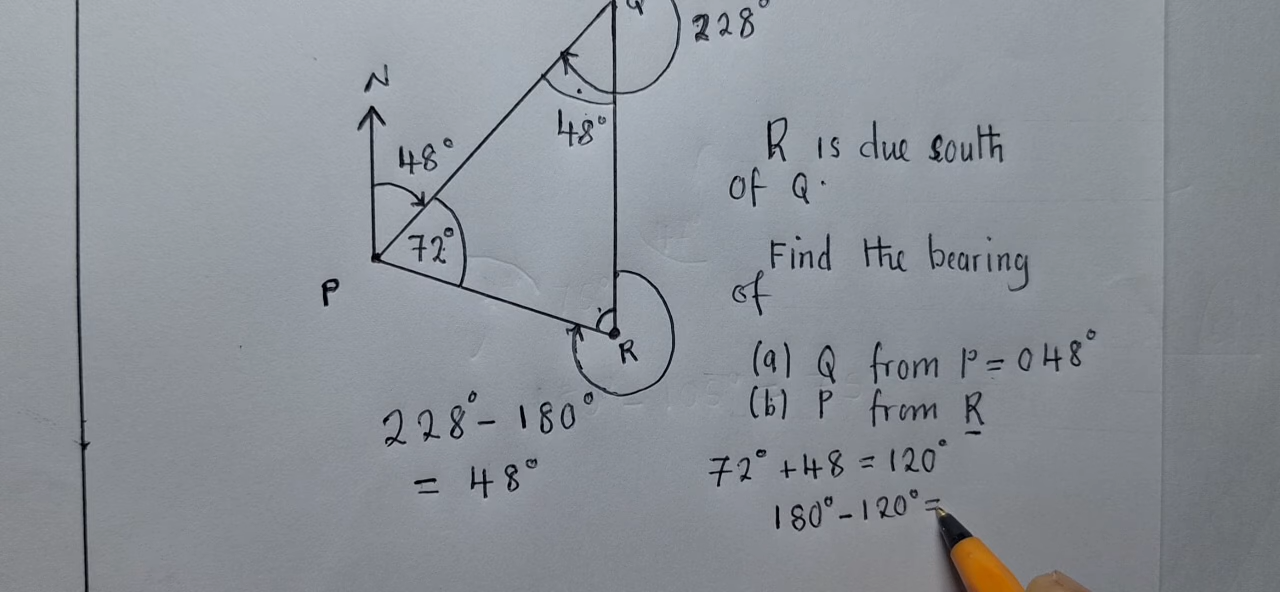 228°
N
48°
48°
72°
P
R
R is due south
of Q.
Find the bearing
of
(a) Q from P = 048°
(b) P from R
228° - 180°
= 48°
72° + 48 = 120°
180° - 120° =